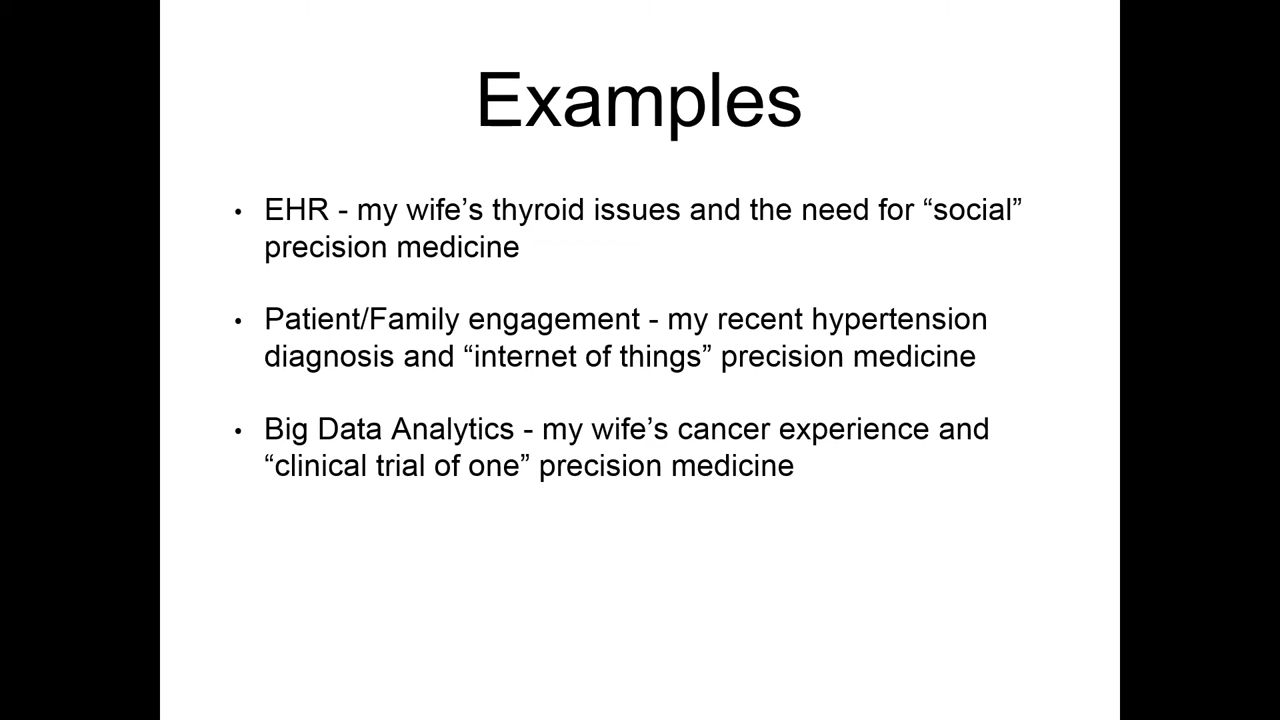 Examples
• EHR - my wife’s thyroid issues and the need for “social”
precision medicine
• Patient/Family engagement - my recent hypertension
diagnosis and “internet of things” precision medicine
• Big Data Analytics - my wife’s cancer experience and
“clinical trial of one” precision medicine